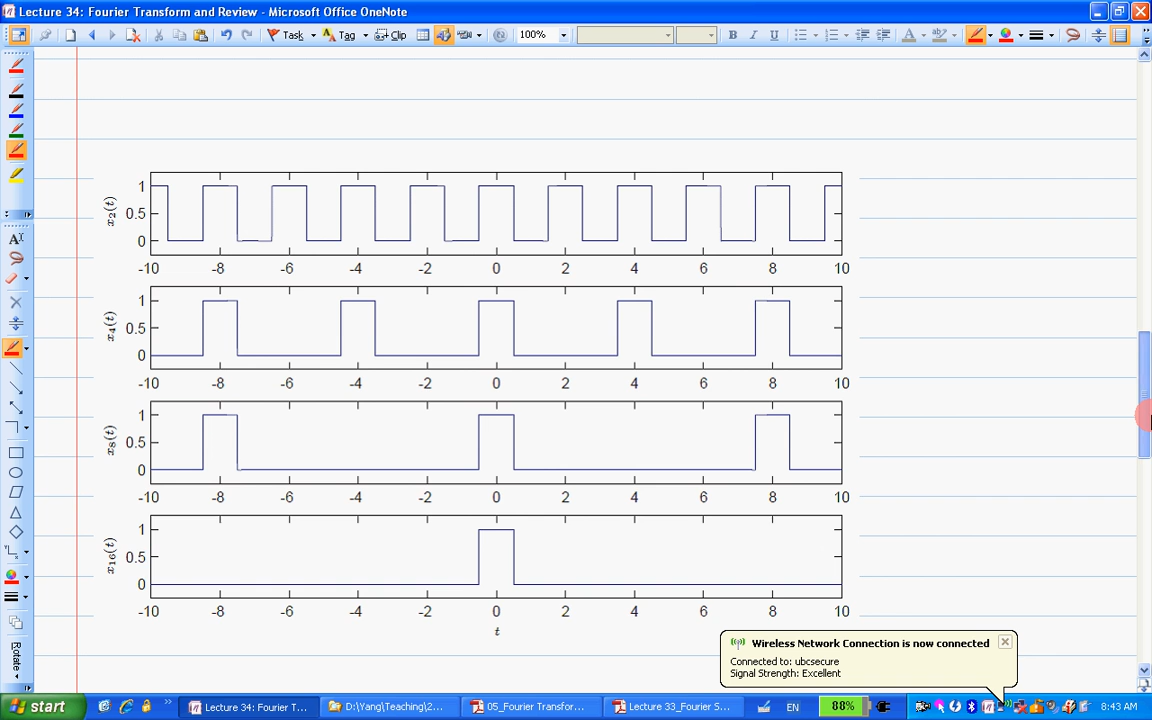 Lecture 34: Fourier Transform and Review - Microsoft Office OneNote
Task Tag Clip 100% B I U
x₂(t)
1
0.5
0
-10 -8 -6 -4 -2 0 2 4 6 8 10
x₄(t)
1
0.5
0
-10 -8 -6 -4 -2 0 2 4 6 8 10
x₈(t)
1
0.5
0
-10 -8 -6 -4 -2 0 2 4 6 8 10
x₁₆(t)
1
0.5
0
-10 -8 -6 -4 -2 0 2 4 6 8 10
t
Rotate
Wireless Network Connection is now connected
Connected to: ubcsecure
Signal Strength: Excellent
start Lecture 34: Fourier T... D:\Yang\Teaching\2... 05_Fourier Transfor... Lecture 33_Fourier S... EN 88% 8:43 AM